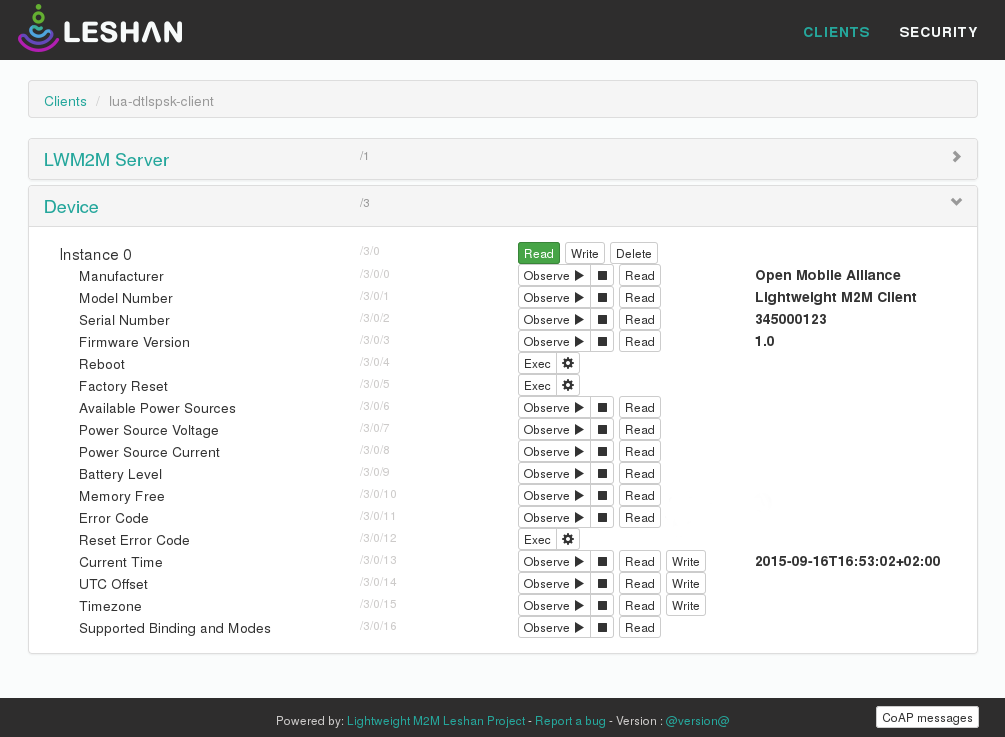 LESHAN CLIENTS SECURITY
Clients / lua-dtlspsk-client
LWM2M Server /1
Device /3
Instance 0 /3/0 Read Write Delete
Manufacturer /3/0/0 Observe Read Open Mobile Alliance
Model Number /3/0/1 Observe Read Lightweight M2M Client
Serial Number /3/0/2 Observe Read 345000123
Firmware Version /3/0/3 Observe Read 1.0
Reboot /3/0/4 Exec
Factory Reset /3/0/5 Exec
Available Power Sources /3/0/6 Observe Read
Power Source Voltage /3/0/7 Observe Read
Power Source Current /3/0/8 Observe Read
Battery Level /3/0/9 Observe Read
Memory Free /3/0/10 Observe Read
Error Code /3/0/11 Observe Read
Reset Error Code /3/0/12 Exec
Current Time /3/0/13 Observe Read Write 2015-09-16T16:53:02+02:00
UTC Offset /3/0/14 Observe Read Write
Timezone /3/0/15 Observe Read Write
Supported Binding and Modes /3/0/16 Observe Read
Powered by: Lightweight M2M Leshan Project - Report a bug - Version : @version@ CoAP messages